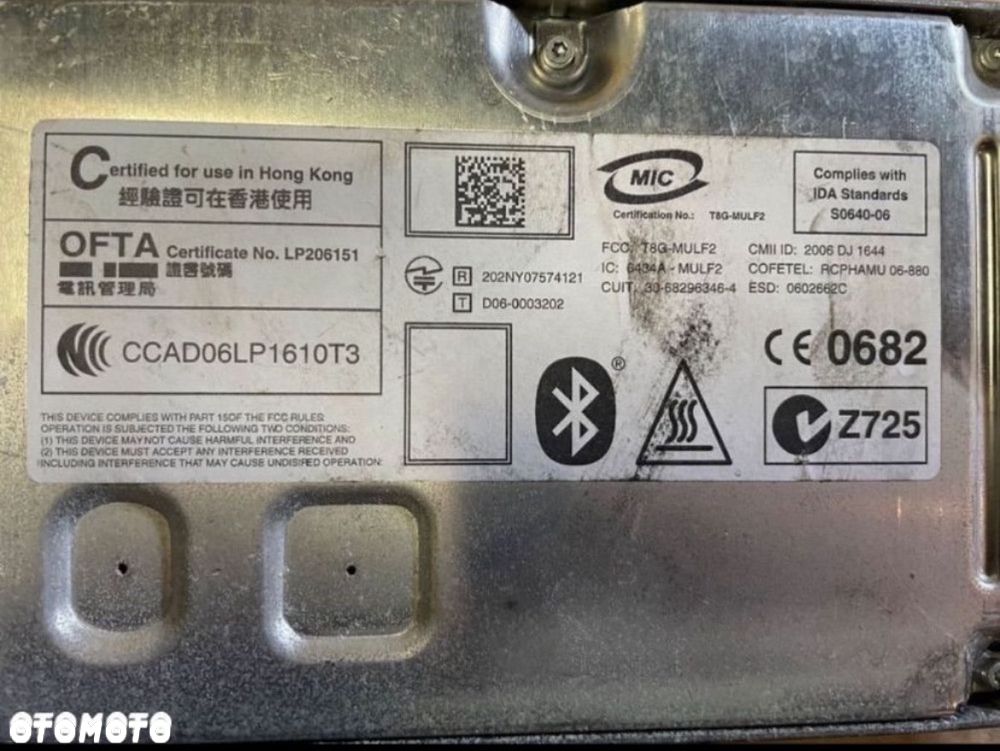 Certified for use in Hong Kong
經驗證可在香港使用
OFTA Certificate No. LP206151
證書號碼
電訊管理局
CCAD06LP1610T3
THIS DEVICE COMPLIES WITH PART 15OF THE FCC RULES
OPERATION IS SUBJECTED THE FOLLOWING TWO CONDITIONS:
(1) THIS DEVICE MAY NOT CAUSE HARMFUL INTERFERENCE AND
(2) THIS DEVICE MUST ACCEPT ANY INTERFERENCE RECEIVED
INCLUDING INTERFERENCE THAT MAY CAUSE UNDISIFED OPERATION
R 202NY07574121
T D06-0003202
MIC
Certification No.: T8G-MULF2
Complies with
IDA Standards
S0640-06
FCC: T8G-MULF2 CMII ID: 2006 DJ 1644
IC: 6434A - MULF2 COFETEL: RCPHAMU 06-880
CUIT: 30-68296346-4 ESD: 0602662C
®
CE 0682
Z725
OTOMOTO